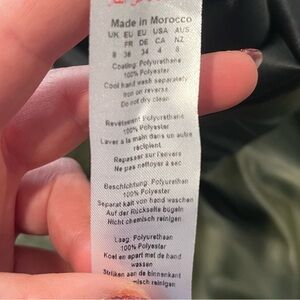 Made in Morocco
UK EU EU USA AUS
FR DE CA NZ
8 36 34 4 8
Coating: Polyurethane
100% Polyester
Cool hand wash separately
Iron on reverse
Do not dry clean
Revêtement Polyurethane
100% Polyester
Laver à la main dans un autre
récipient
Repasser sur l'envers
Ne pas nettoyer à sec
Beschichtung: Polyurethan
100% Polyester
Separat kalt von hand waschen
Auf der Rückseite bügeln
Nicht chemisch reinigen
Laag: Polyurethaan
100% Polyester
Koel en apart met de hand
wassen
Strijken aan de binnenkant
chemisch reinigen